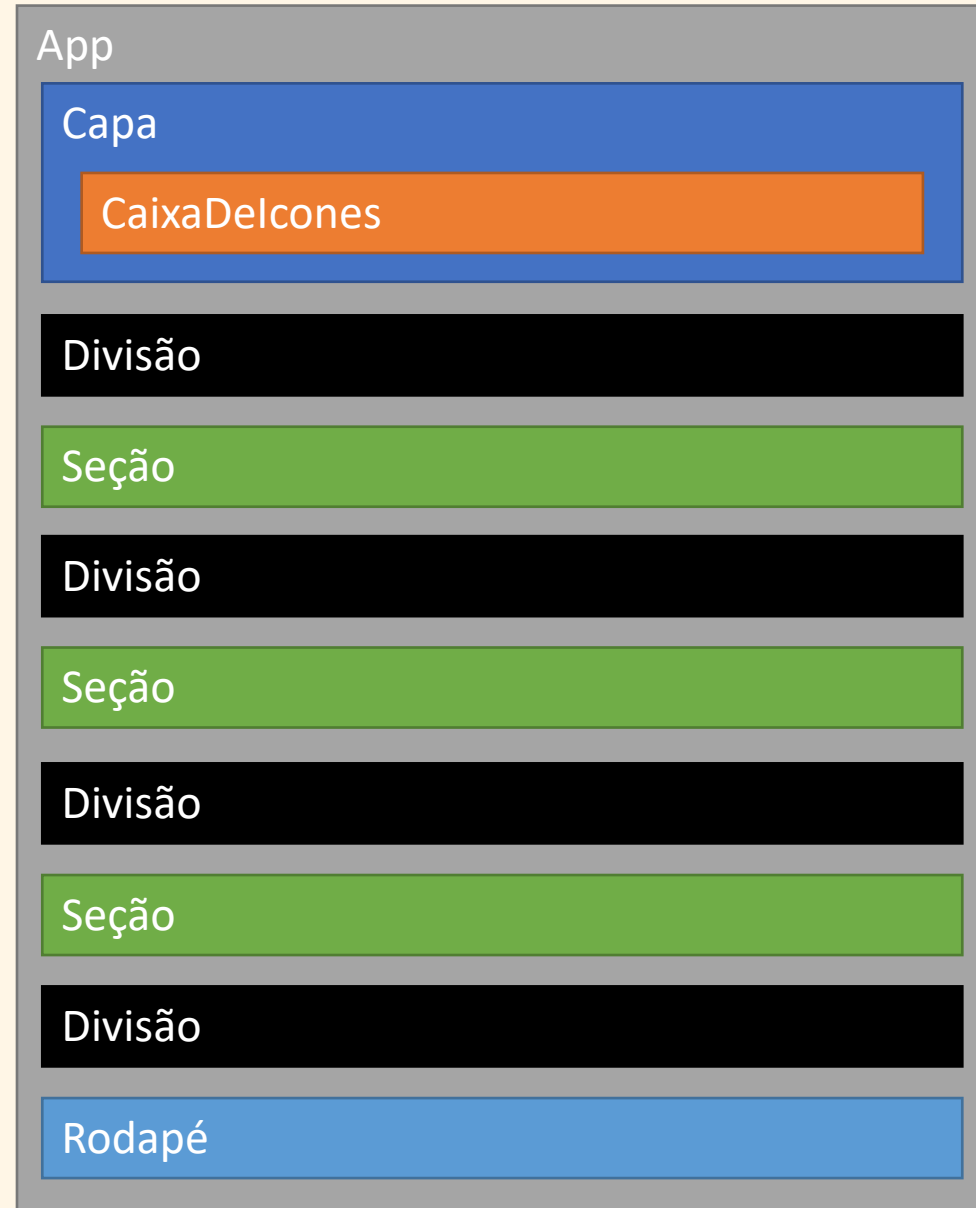 App
Capa
CaixaDeIcones
Divisão
Seção
Divisão
Seção
Divisão
Seção
Divisão
Rodapé